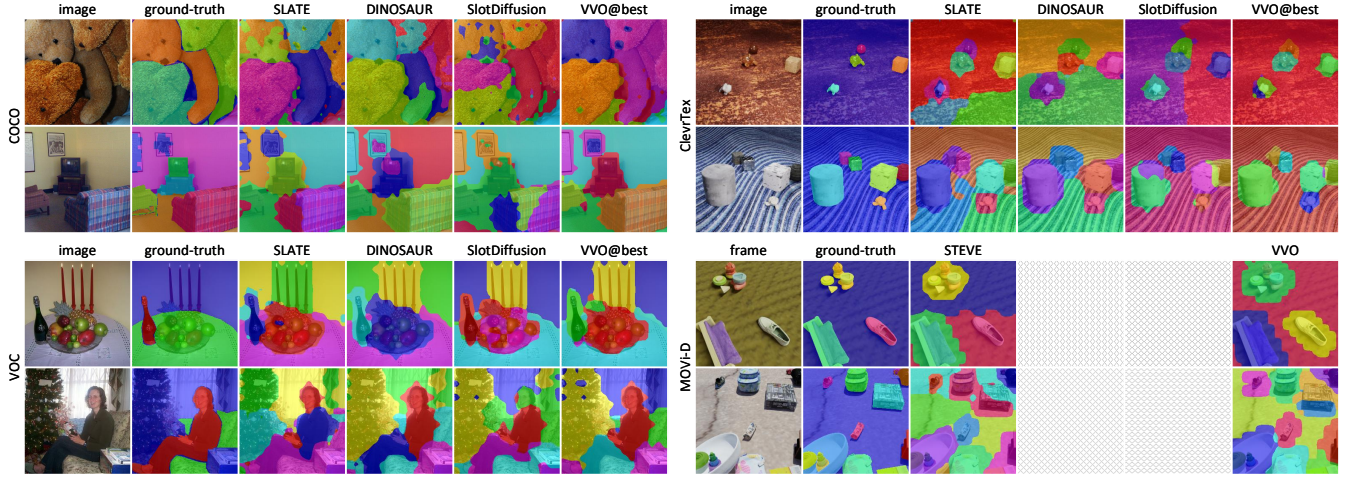 image ground-truth SLATE DINOSAUR SlotDiffusion VVO@best
COCO
image ground-truth SLATE DINOSAUR SlotDiffusion VVO@best
ClevrTex
image ground-truth SLATE DINOSAUR SlotDiffusion VVO@best
VOC
frame ground-truth STEVE VVO
MOVi-D